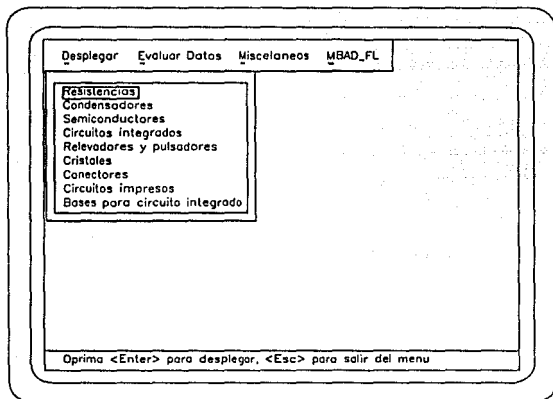 Desplegar Evaluar Datos Miscelaneos MBAD_FL
Resistencias
Condensadores
Semiconductores
Circuitos integrados
Relevadores y pulsadores
Cristales
Conectores
Circuitos impresos
Bases para circuito integrado
Oprima <Enter> para desplegar, <Esc> para salir del menu